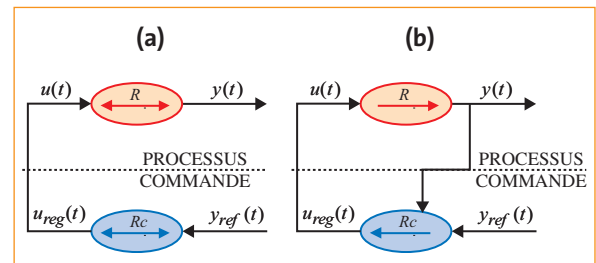 (a) (b)
u(t) R y(t) u(t) R y(t)
PROCESSUS PROCESSUS
COMMANDE COMMANDE
u_reg(t) Rc y_ref (t) u_reg(t) Rc y_ref (t)